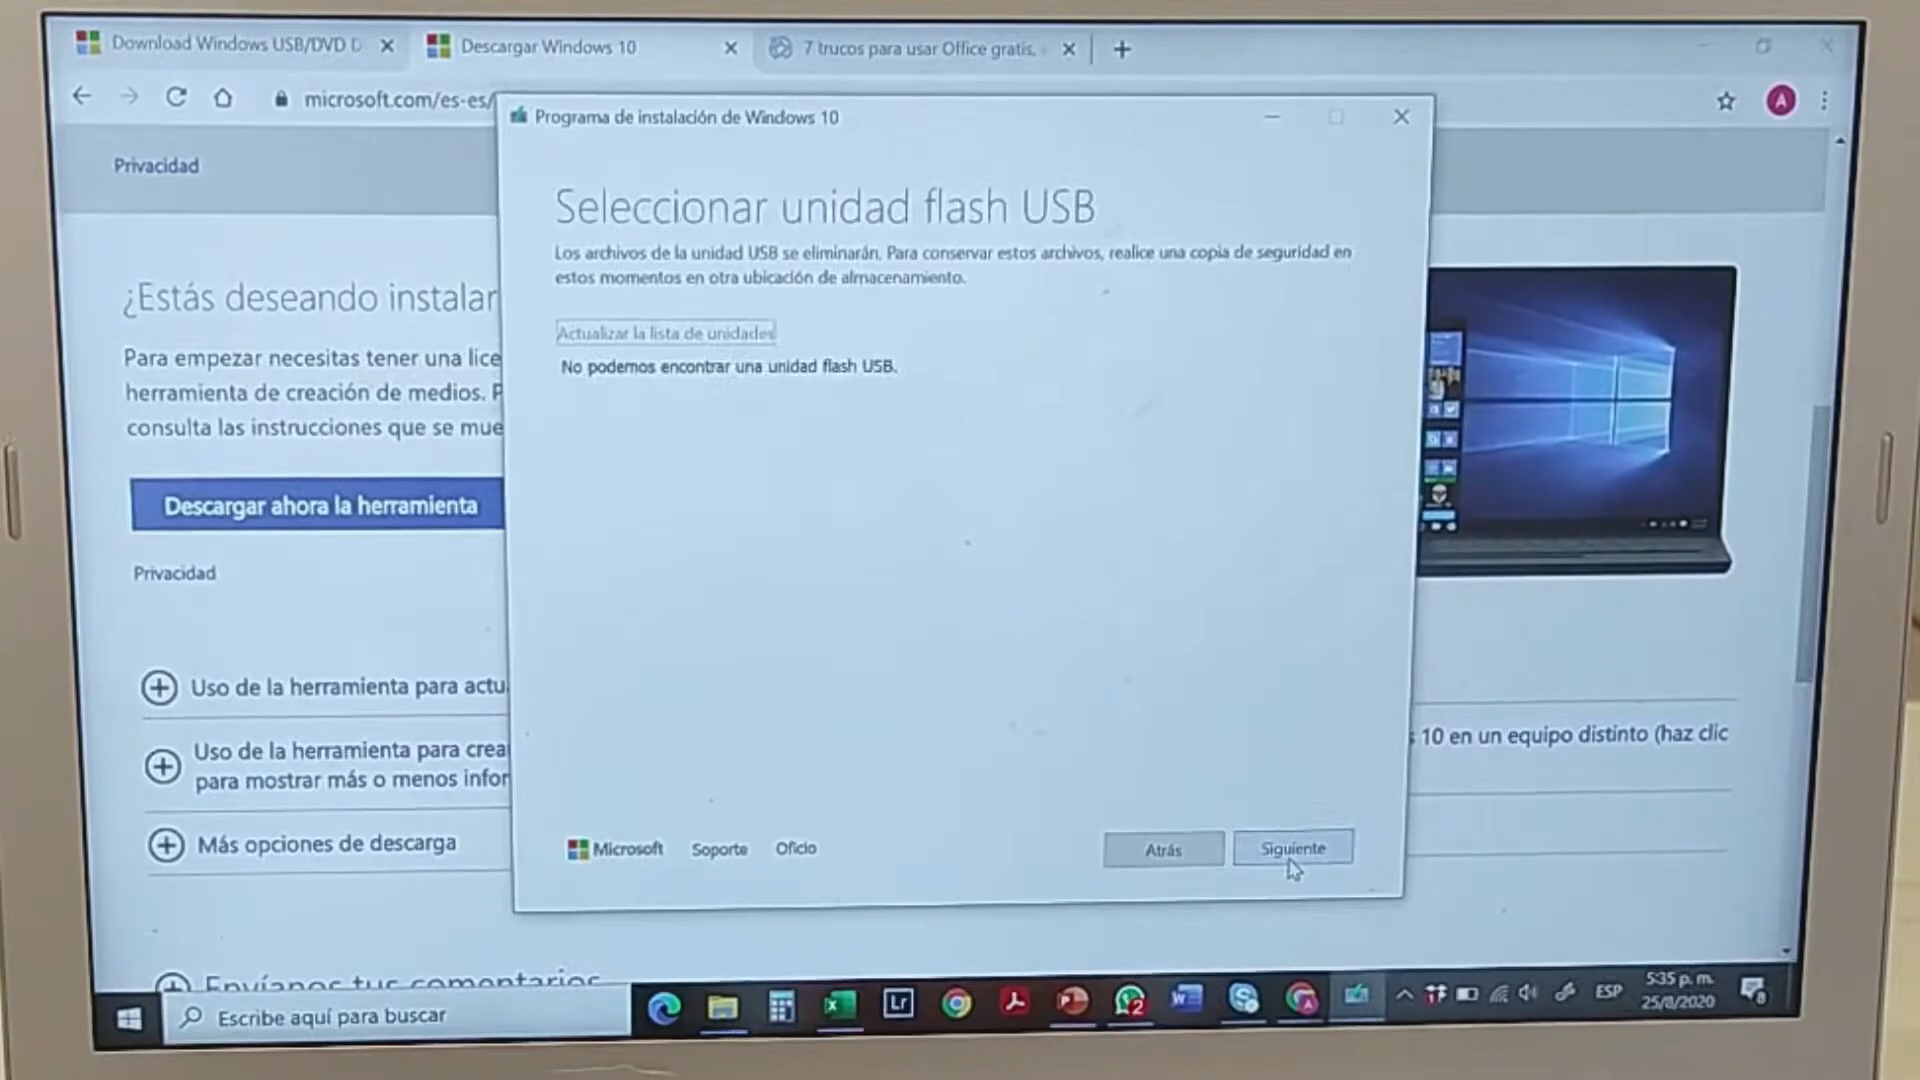 Download Windows USB/DVD D
Descargar Windows 10
7 trucos para usar Office gratis,
microsoft.com/es-es/
A
Privacidad
Programa de instalación de Windows 10
Seleccionar unidad flash USB
Los archivos de la unidad USB se eliminarán. Para conservar estos archivos, realice una copia de seguridad en
estos momentos en otra ubicación de almacenamiento.
Actualizar la lista de unidades
No podemos encontrar una unidad flash USB.
¿Estás deseando instalar
Para empezar necesitas tener una lice
herramienta de creación de medios. P
consulta las instrucciones que se mue
Descargar ahora la herramienta
Privacidad
Uso de la herramienta para actu
Uso de la herramienta para crea
para mostrar más o menos infor
10 en un equipo distinto (haz clic
Más opciones de descarga
Microsoft
Soporte
Oficio
Atrás
Siguiente
Envíanos tus comentarios
Escribe aquí para buscar
Lr
2
ESP
5:35 p. m.
25/8/2020
8